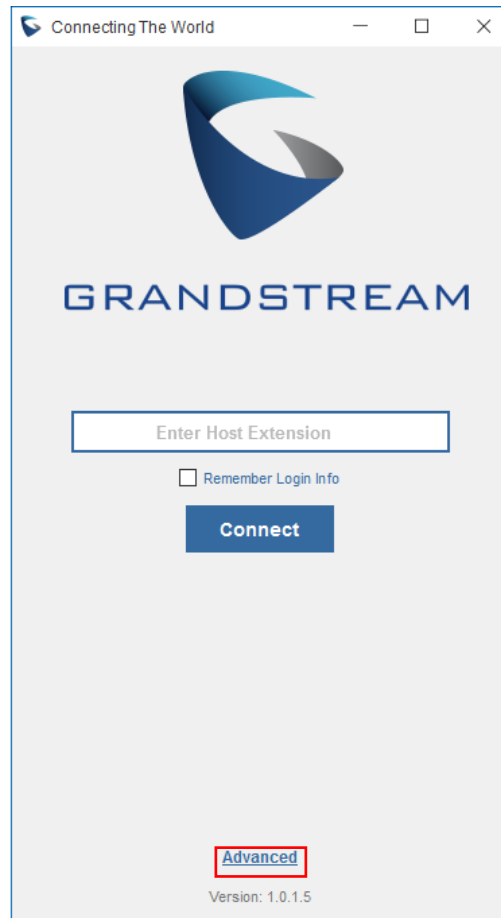 Connecting The World
GRANDSTREAM
Enter Host Extension
Remember Login Info
Connect
Advanced
Version: 1.0.1.5